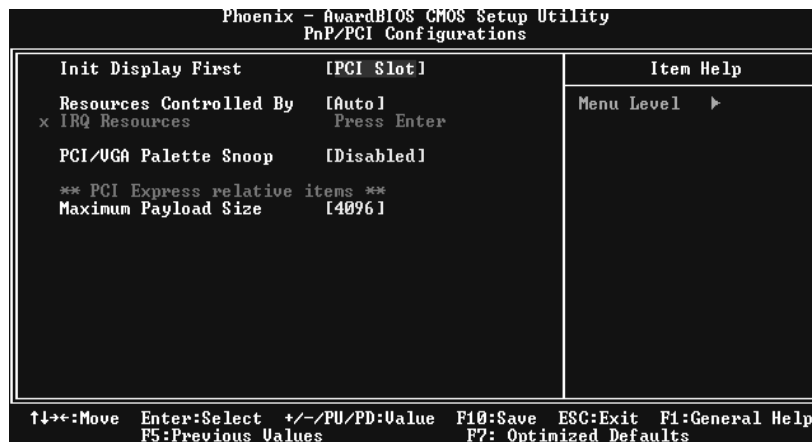 Phoenix - AwardBIOS CMOS Setup Utility
PnP/PCI Configurations
Init Display First [PCI Slot]
Item Help
Resources Controlled By [Auto]
Menu Level ▶
x IRQ Resources Press Enter
PCI/VGA Palette Snoop [Disabled]
** PCI Express relative items **
Maximum Payload Size [4096]
↑↓→←:Move Enter:Select +/-/PU/PD:Value F10:Save ESC:Exit F1:General Help
F5:Previous Values F7: Optimized Defaults